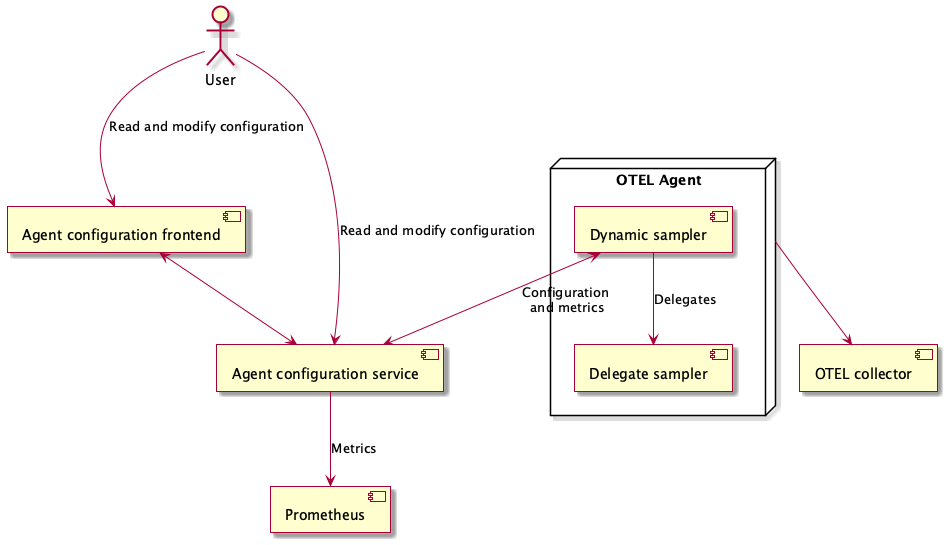 User
Read and modify configuration
OTEL Agent
Agent configuration frontend
Read and modify configuration
Dynamic sampler
Configuration
and metrics
Delegates
Agent configuration service
Delegate sampler
OTEL collector
Metrics
Prometheus